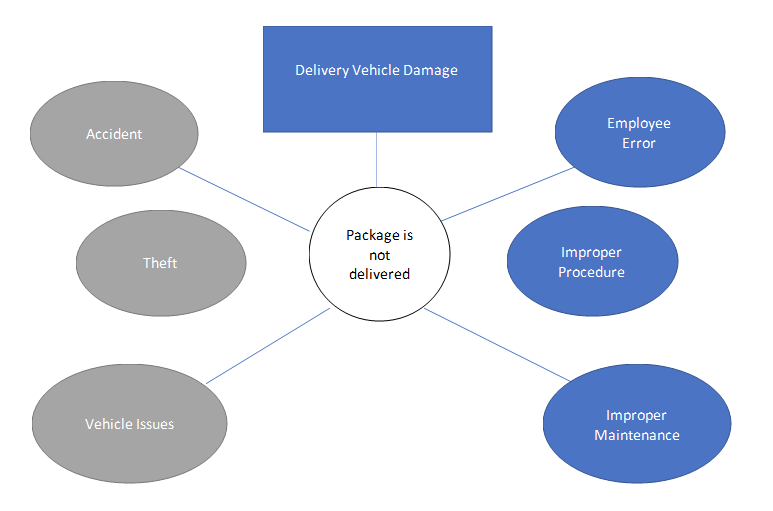 Delivery Vehicle Damage
Accident
Employee
Error
Package is
not
delivered
Theft
Improper
Procedure
Vehicle Issues
Improper
Maintenance